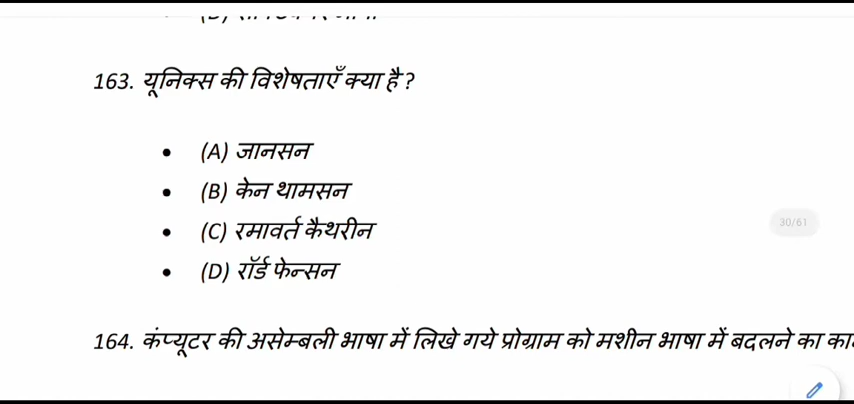 163. यूनिक्स की विशेषताएँ क्या है?
• (A) जानसन
• (B) केन थामसन
• (C) रमावर्त कैथरीन
30/61
• (D) रॉर्ड फेन्सन
164. कंप्यूटर की असेम्बली भाषा में लिखे गये प्रोग्राम को मशीन भाषा में बदलने का